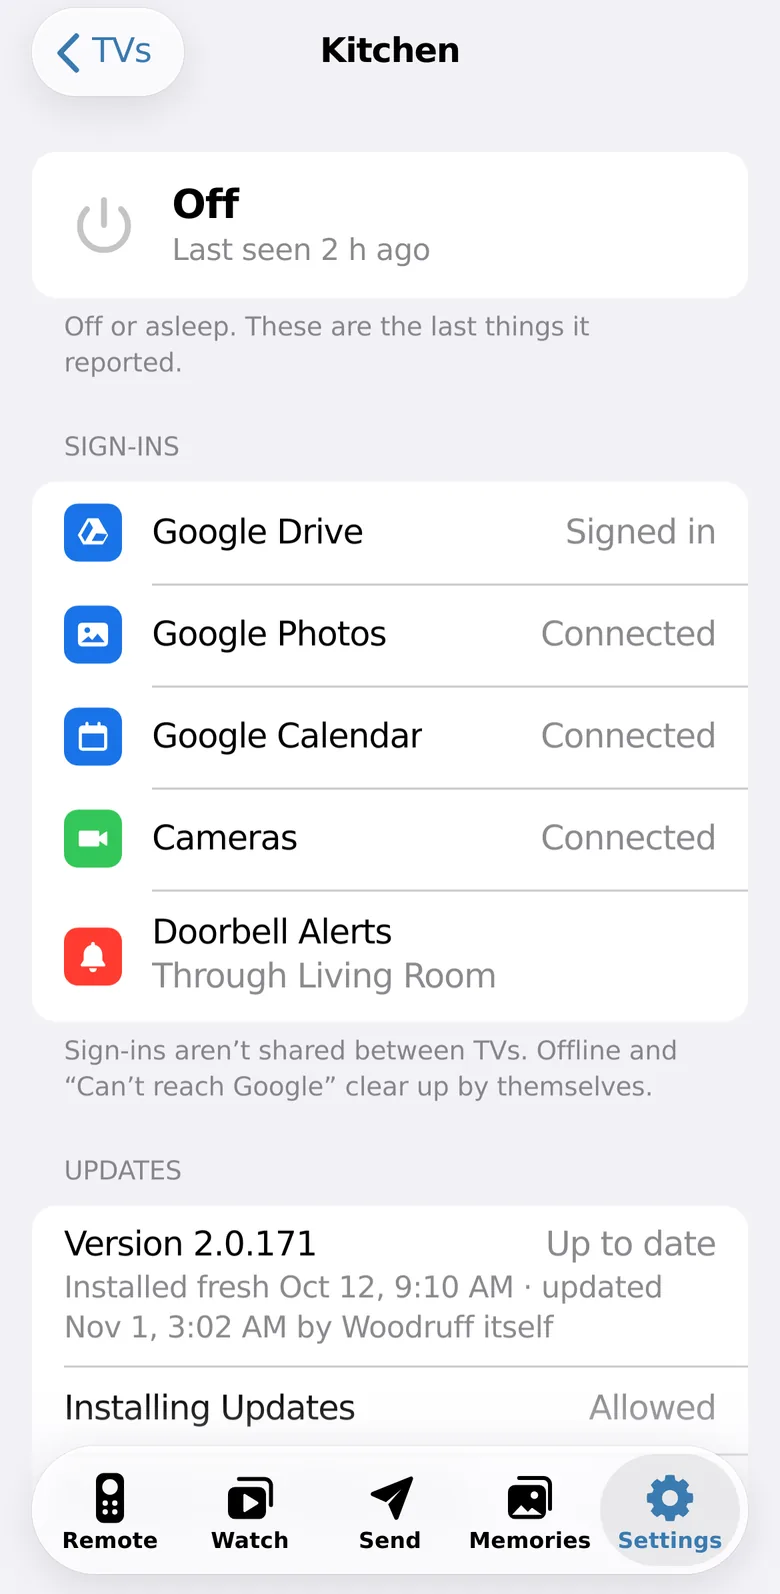 TVs
Kitchen
Off
Last seen 2 h ago
Off or asleep. These are the last things it
reported.
SIGN-INS
Google Drive
Signed in
Google Photos
Connected
Google Calendar
Connected
Cameras
Connected
Doorbell Alerts
Through Living Room
Sign-ins aren’t shared between TVs. Offline and
“Can’t reach Google” clear up by themselves.
UPDATES
Version 2.0.171
Up to date
Installed fresh Oct 12, 9:10 AM · updated
Nov 1, 3:02 AM by Woodruff itself
Installing Updates
Allowed
Remote
Watch
Send
Memories
Settings